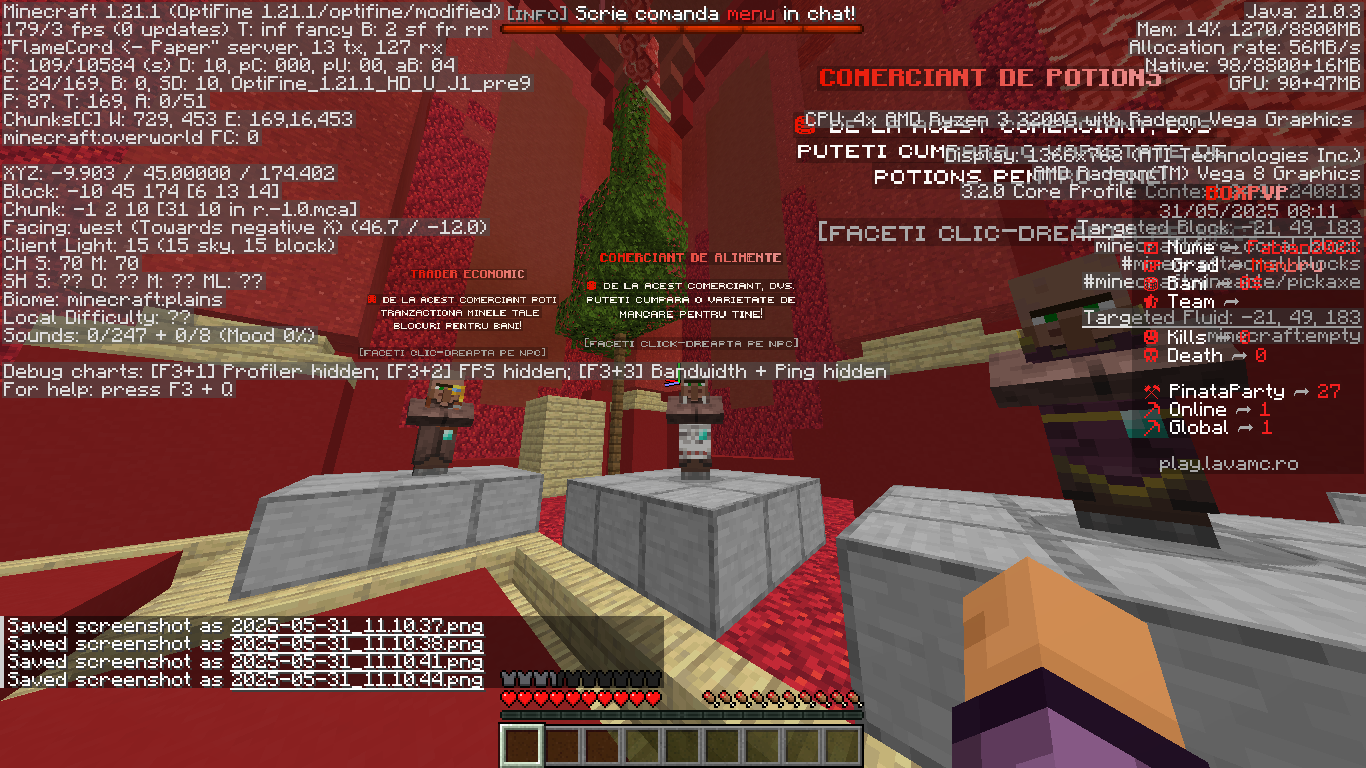 Minecraft 1.21.1 (OptiFine 1.21.1/optifine/modified)
179/3 fps (0 updates) T: inf fancy B: 2 sf fr rr
"FlameCord <- Paper" server, 13 tx, 127 rx
C: 109/10584 (s) D: 10, pC: 000, pU: 00, aB: 04
E: 24/169, B: 0, SD: 10, OptiFine_1.21.1_HD_U_J1_pre9
P: 87. T: 169, A: 0/51
Chunks[C] W: 729, 453 E: 169,16,453
minecraft:overworld FC: 0
XYZ: -9.903 / 45.00000 / 174.402
Block: -10 45 174 [6 13 14]
Chunk: -1 2 10 [31 10 in r.-1.0.mca]
Facing: west (Towards negative X) (46.7 / -12.0)
Client Light: 15 (15 sky, 15 block)
CH S: 70 M: 70
SH S: ?? O: ?? M: ?? ML: ??
Biome: minecraft:plains
Local Difficulty: ??
Sounds: 0/247 + 0/8 (Mood 0%)
Debug charts: [F3+1] Profiler hidden; [F3+2] FPS hidden; [F3+3] Bandwidth + Ping hidden
For help: press F3 + Q
[INFO] Scrie comanda menu in chat!
Java: 21.0.3
Mem: 14% 1270/8800MB
Allocation rate: 56MB/s
Native: 98/8800+16MB
GPU: 90+47MB
CPU: 4x AMD Ryzen 3 3200G with Radeon Vega Graphics
Display: 1366x768 (ATI Technologies Inc.)
AMD Radeon(TM) Vega 8 Graphics
3.2.0 Core Profile Context 240813
COMERCIANT DE POTIONS
DE LA ACEST COMERCIANT, DVS
PUTETI CUM VARIETATE DE
POTIONS PEN
[FACETI CLIC-DREA
BOXPVP
31/05/2025 08:11
Targeted Block: -21, 49, 183
Nume → Fabian2023
Grad → Membru
Bani →
Team →
Targeted Fluid: -21, 49, 183
minecraft:empty
Kills → 0
Death → 0
PinataParty → 27
Online → 1
Global → 1
play.lavamc.ro
TRADER ECONOMIC
DE LA ACEST COMERCIANT POTI
TRANZACTIONA MINELE TALE
BLOCURI PENTRU BANI!
[FACETI CLIC-DREAPTA PE NPC]
COMERCIANT DE ALIMENTE
DE LA ACEST COMERCIANT, DVS.
PUTETI CUMPARA O VARIETATE DE
MANCARE PENTRU TINE!
[FACETI CLICK-DREAPTA PE NPC]
Saved screenshot as 2025-05-31_11.10.37.png
Saved screenshot as 2025-05-31_11.10.38.png
Saved screenshot as 2025-05-31_11.10.41.png
Saved screenshot as 2025-05-31_11.10.44.png